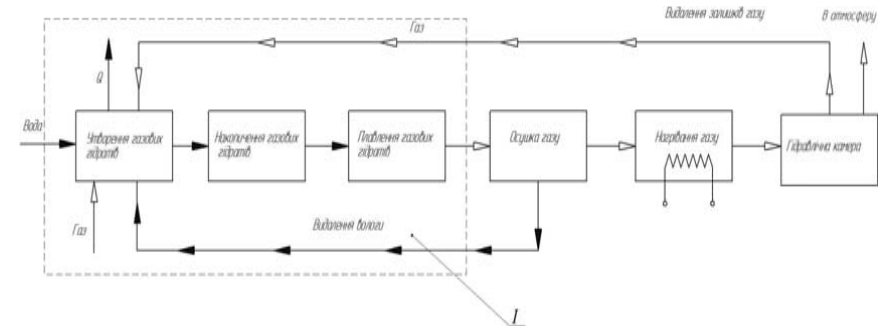 Видалення залишків газу
В атмосферу
Газ
Q
Вода
Утворення газових
гідратів
Накопичення газових
гідратів
Плавлення газових
гідратів
Осушка газу
Нагрівання газу
Гідравлічна камера
Газ
Видалення вологи
I